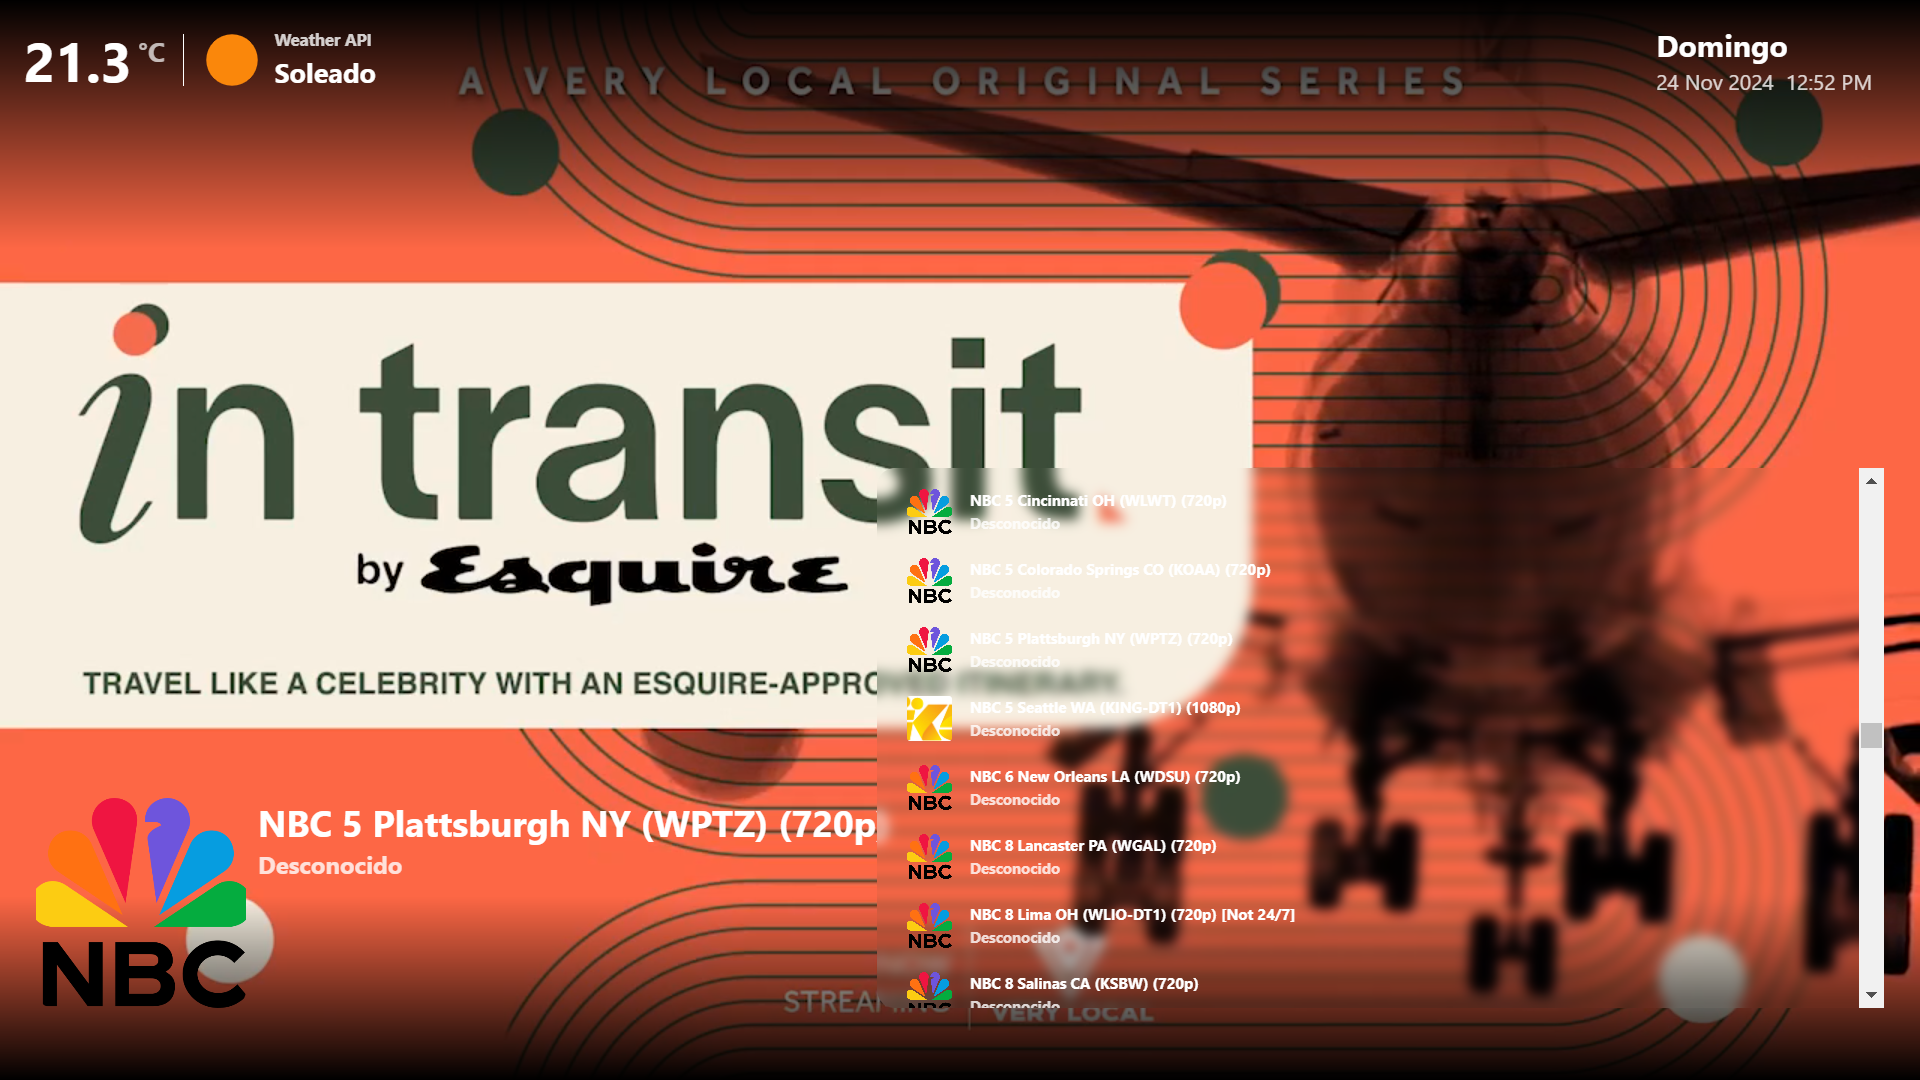 21.3 °C
Weather API
Soleado
Domingo
24 Nov 2024 12:52 PM
A VERY LOCAL ORIGINAL SERIES
in transit.
by Esquire
TRAVEL LIKE A CELEBRITY WITH AN ESQUIRE-APPROVED ITINERARY.
NBC 5 Plattsburgh NY (WPTZ) (720p)
Desconocido
NBC
NBC
NBC 5 Cincinnati OH (WLWT) (720p)
Desconocido
NBC
NBC 5 Colorado Springs CO (KOAA) (720p)
Desconocido
NBC
NBC 5 Plattsburgh NY (WPTZ) (720p)
Desconocido
NBC 5 Seattle WA (KING-DT1) (1080p)
Desconocido
NBC
NBC 6 New Orleans LA (WDSU) (720p)
Desconocido
NBC
NBC 8 Lancaster PA (WGAL) (720p)
Desconocido
NBC
NBC 8 Lima OH (WLIO-DT1) (720p) [Not 24/7]
Desconocido
NBC
NBC 8 Salinas CA (KSBW) (720p)
Desconocido
STREAMING
VERY LOCAL